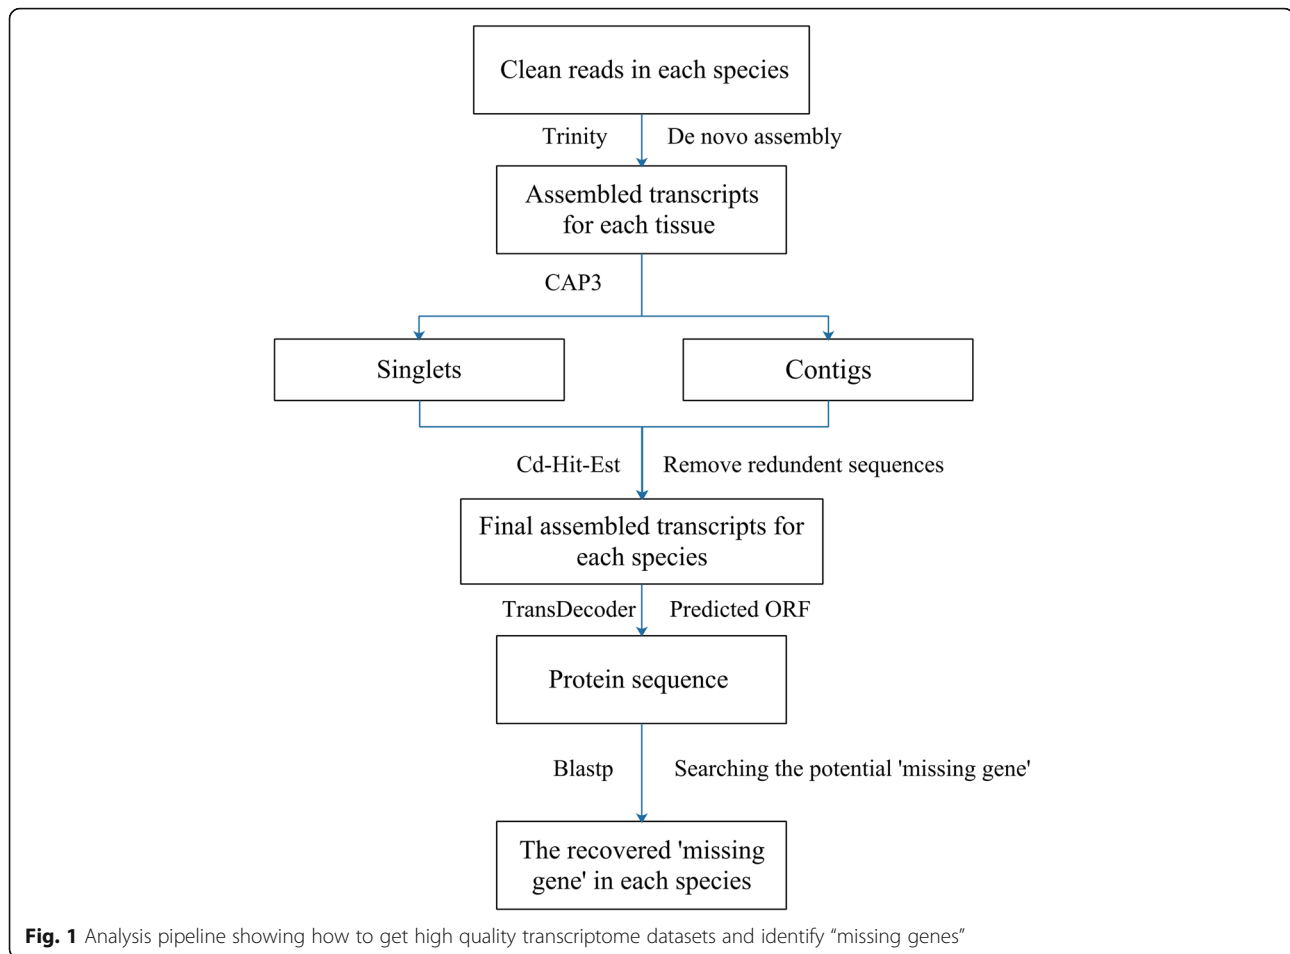 Clean reads in each species
Trinity De novo assembly
Assembled transcripts
for each tissue
CAP3
Singlets Contigs
Cd-Hit-Est Remove redundent sequences
Final assembled transcripts for
each species
TransDecoder Predicted ORF
Protein sequence
Blastp Searching the potential 'missing gene'
The recovered 'missing
gene' in each species
Fig. 1 Analysis pipeline showing how to get high quality transcriptome datasets and identify “missing genes”